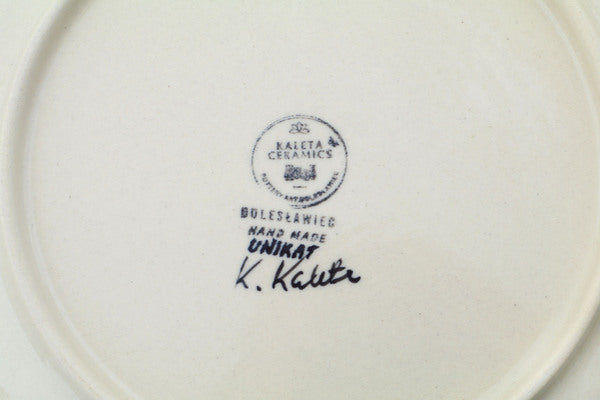 KALETA
CERAMICS
BOLESŁAWIEC
HAND MADE
UNIKAT
K. Kaleta